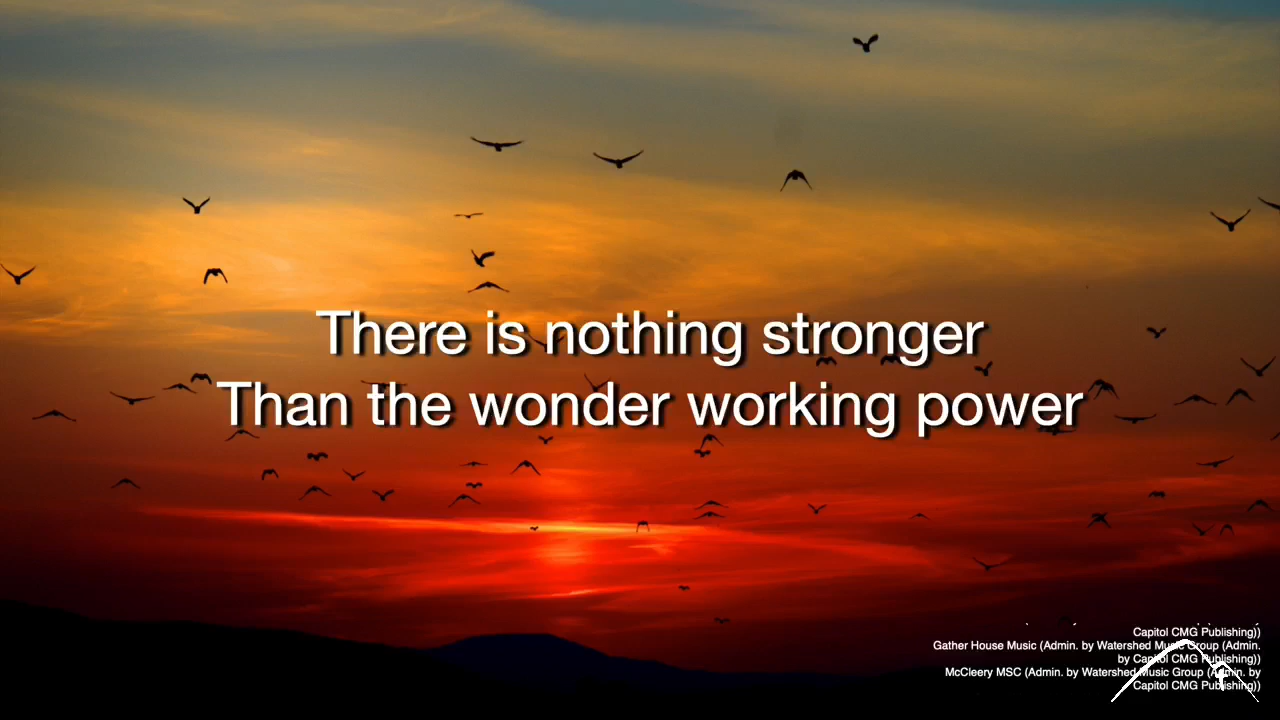 There is nothing stronger
Than the wonder working power
Capitol CMG Publishing))
Gather House Music (Admin. by Watershed Music Group (Admin.
by Capitol CMG Publishing))
McCleery MSC (Admin. by Watershed Music Group (Admin. by
Capitol CMG Publishing))